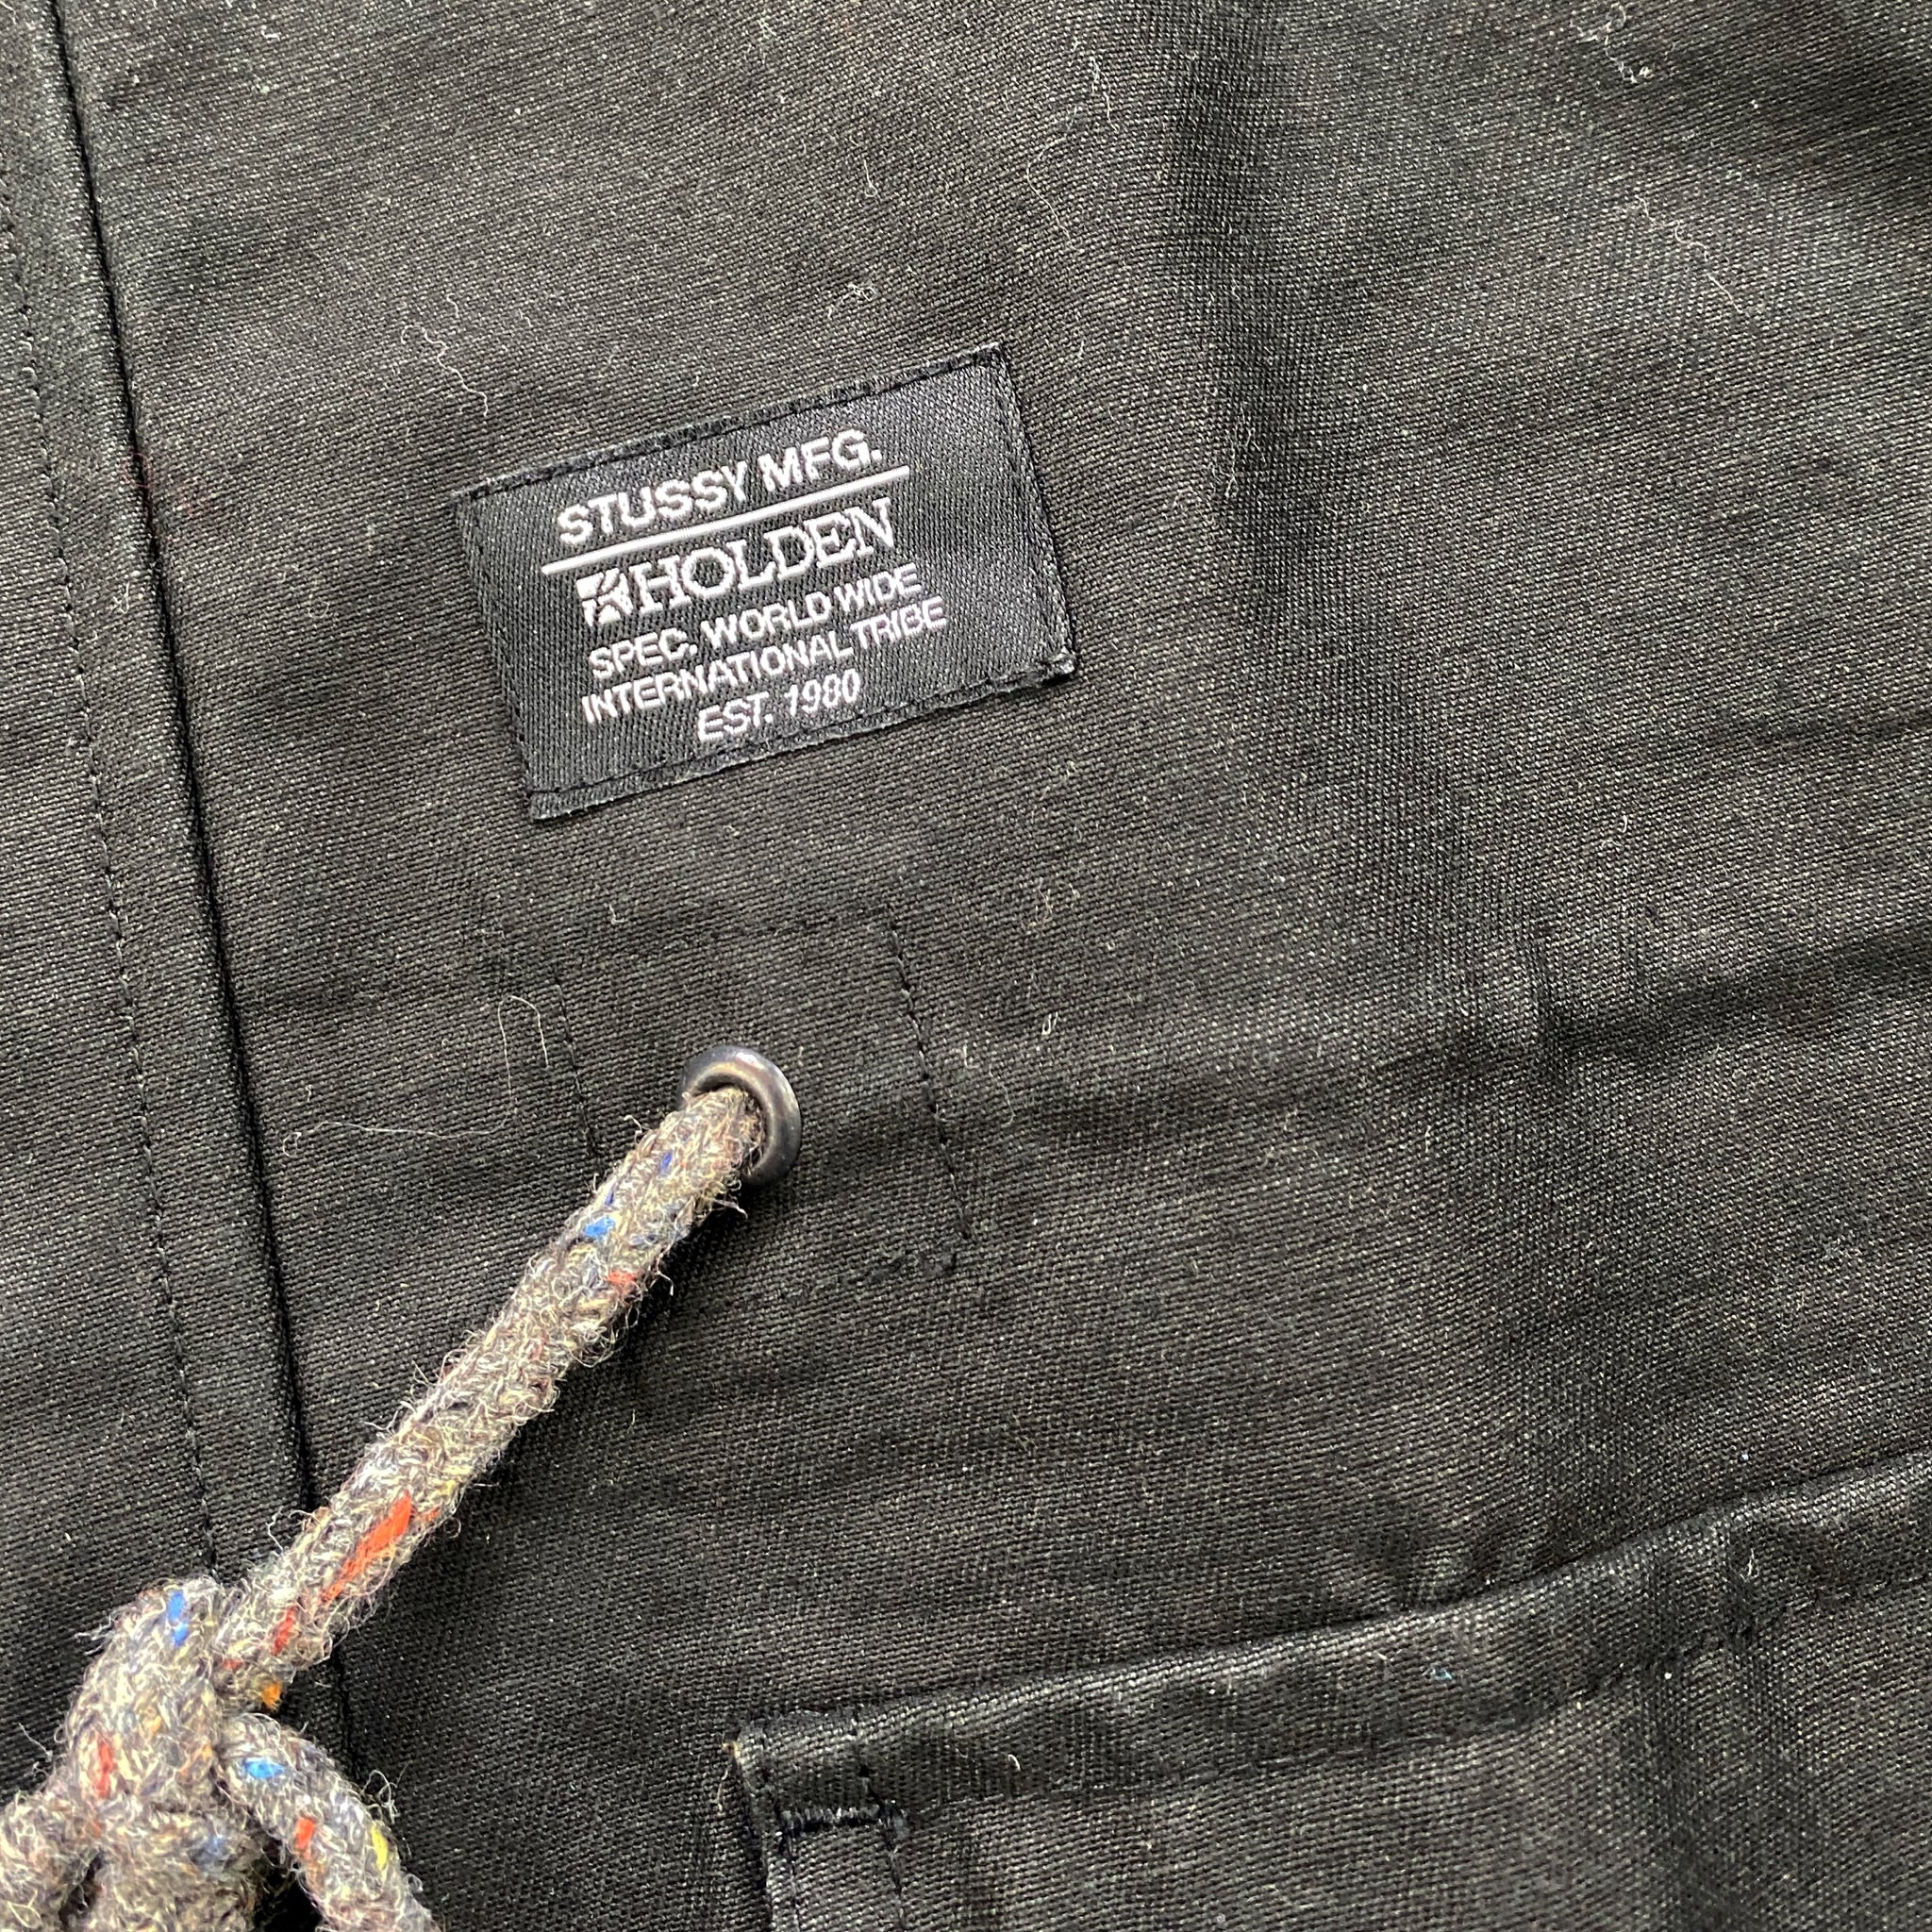 STUSSY MFG.
HOLDEN
SPEC. WORLD WIDE
INTERNATIONAL TRIBE
EST. 1980